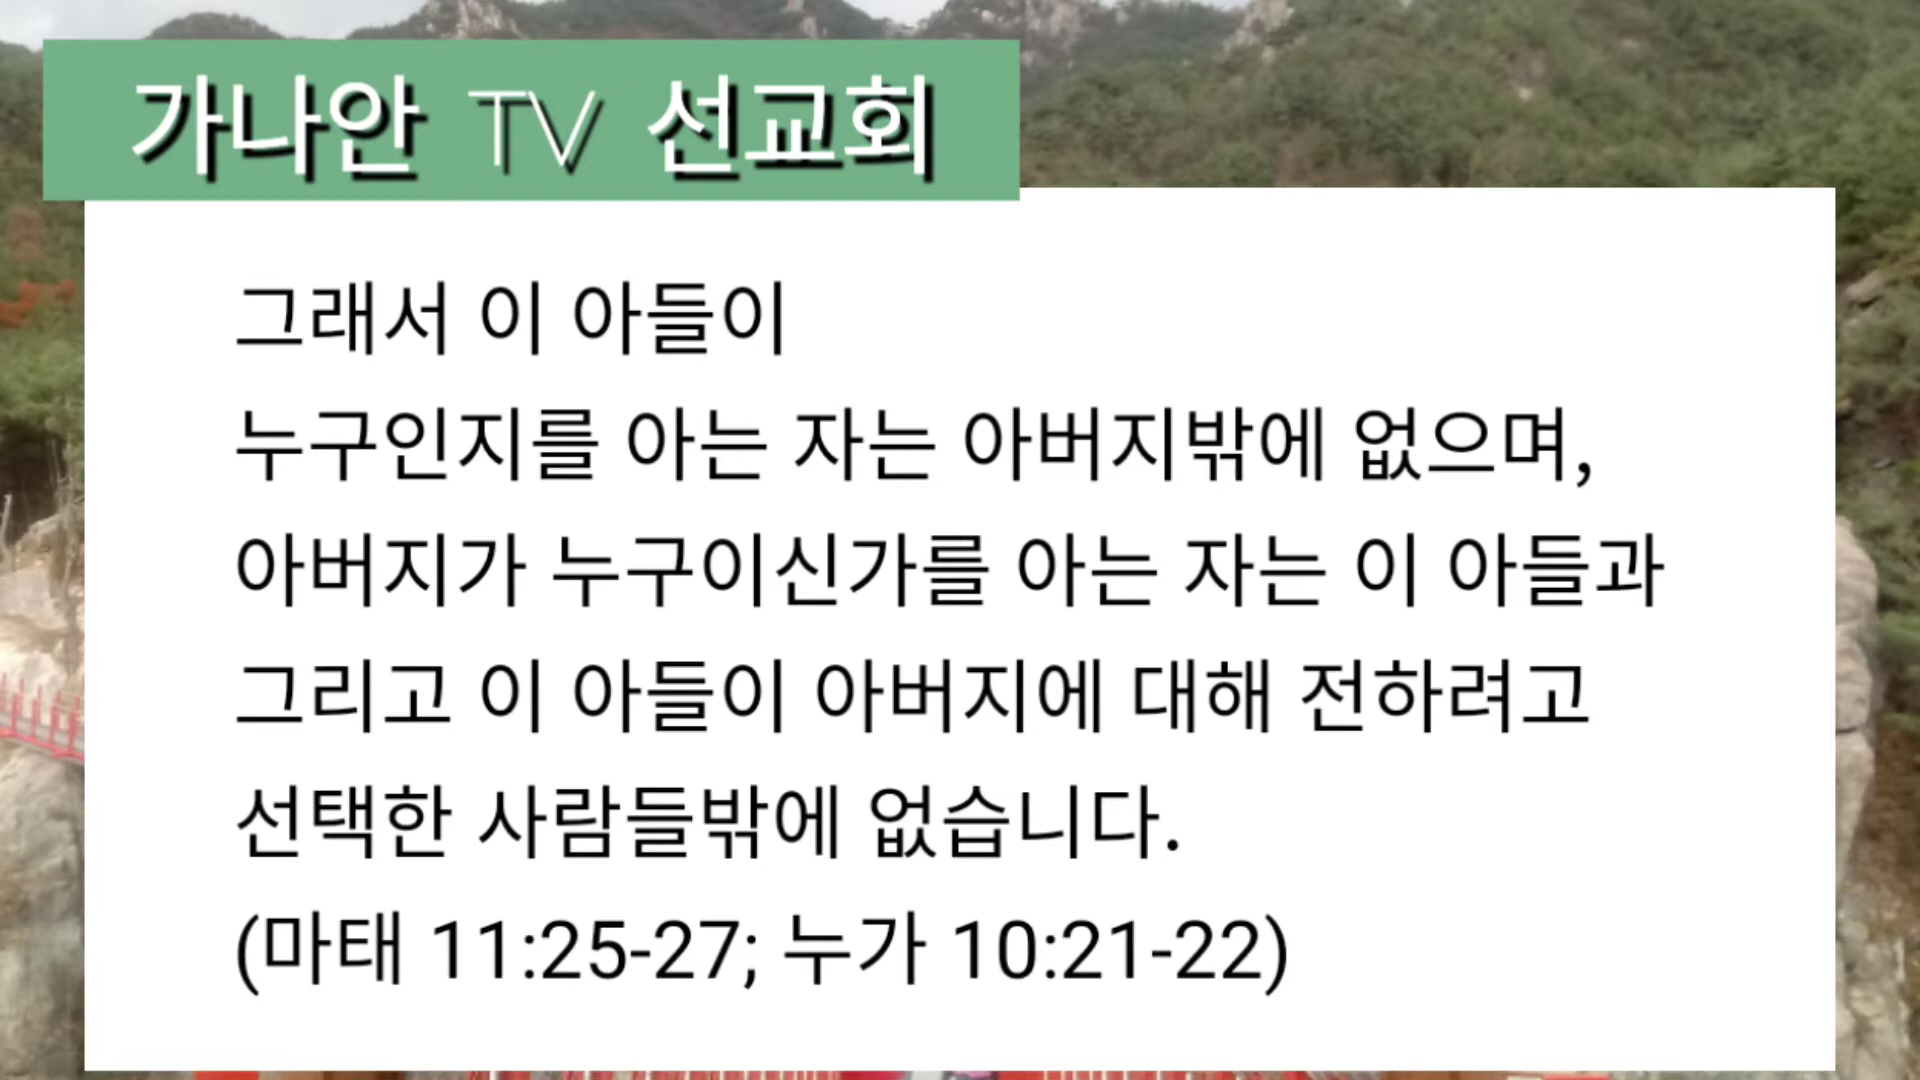 가나안 TV 선교회
그래서 이 아들이
누구인지를 아는 자는 아버지밖에 없으며,
아버지가 누구이신가를 아는 자는 이 아들과
그리고 이 아들이 아버지에 대해 전하려고
선택한 사람들밖에 없습니다.
(마태 11:25-27; 누가 10:21-22)